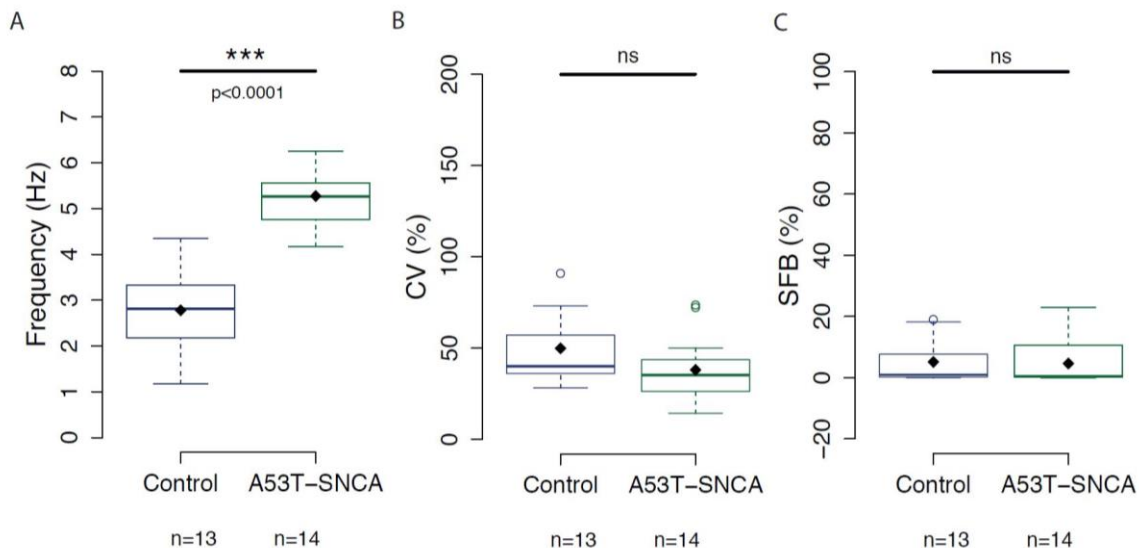 A
Frequency (Hz)
8
7
6
5
4
3
2
1
0
***
p<0.0001
Control
A53T−SNCA
n=13
n=14
B
CV (%)
200
150
100
50
0
ns
Control
A53T−SNCA
n=13
n=14
C
SFB (%)
100
80
60
40
20
0
−20
ns
Control
A53T−SNCA
n=13
n=14